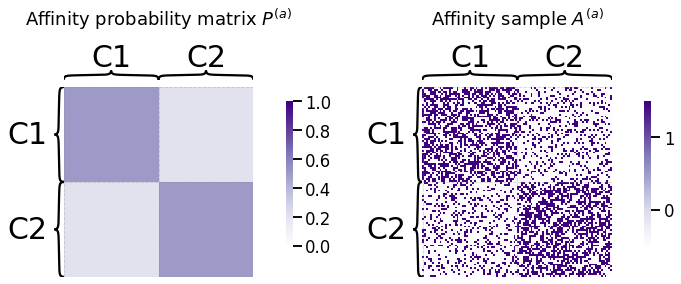 Affinity probability matrix P^(a)
C1 C2
C1
C2
1.0
0.8
0.6
0.4
0.2
0.0
Affinity sample A^(a)
C1 C2
C1
C2
1
0